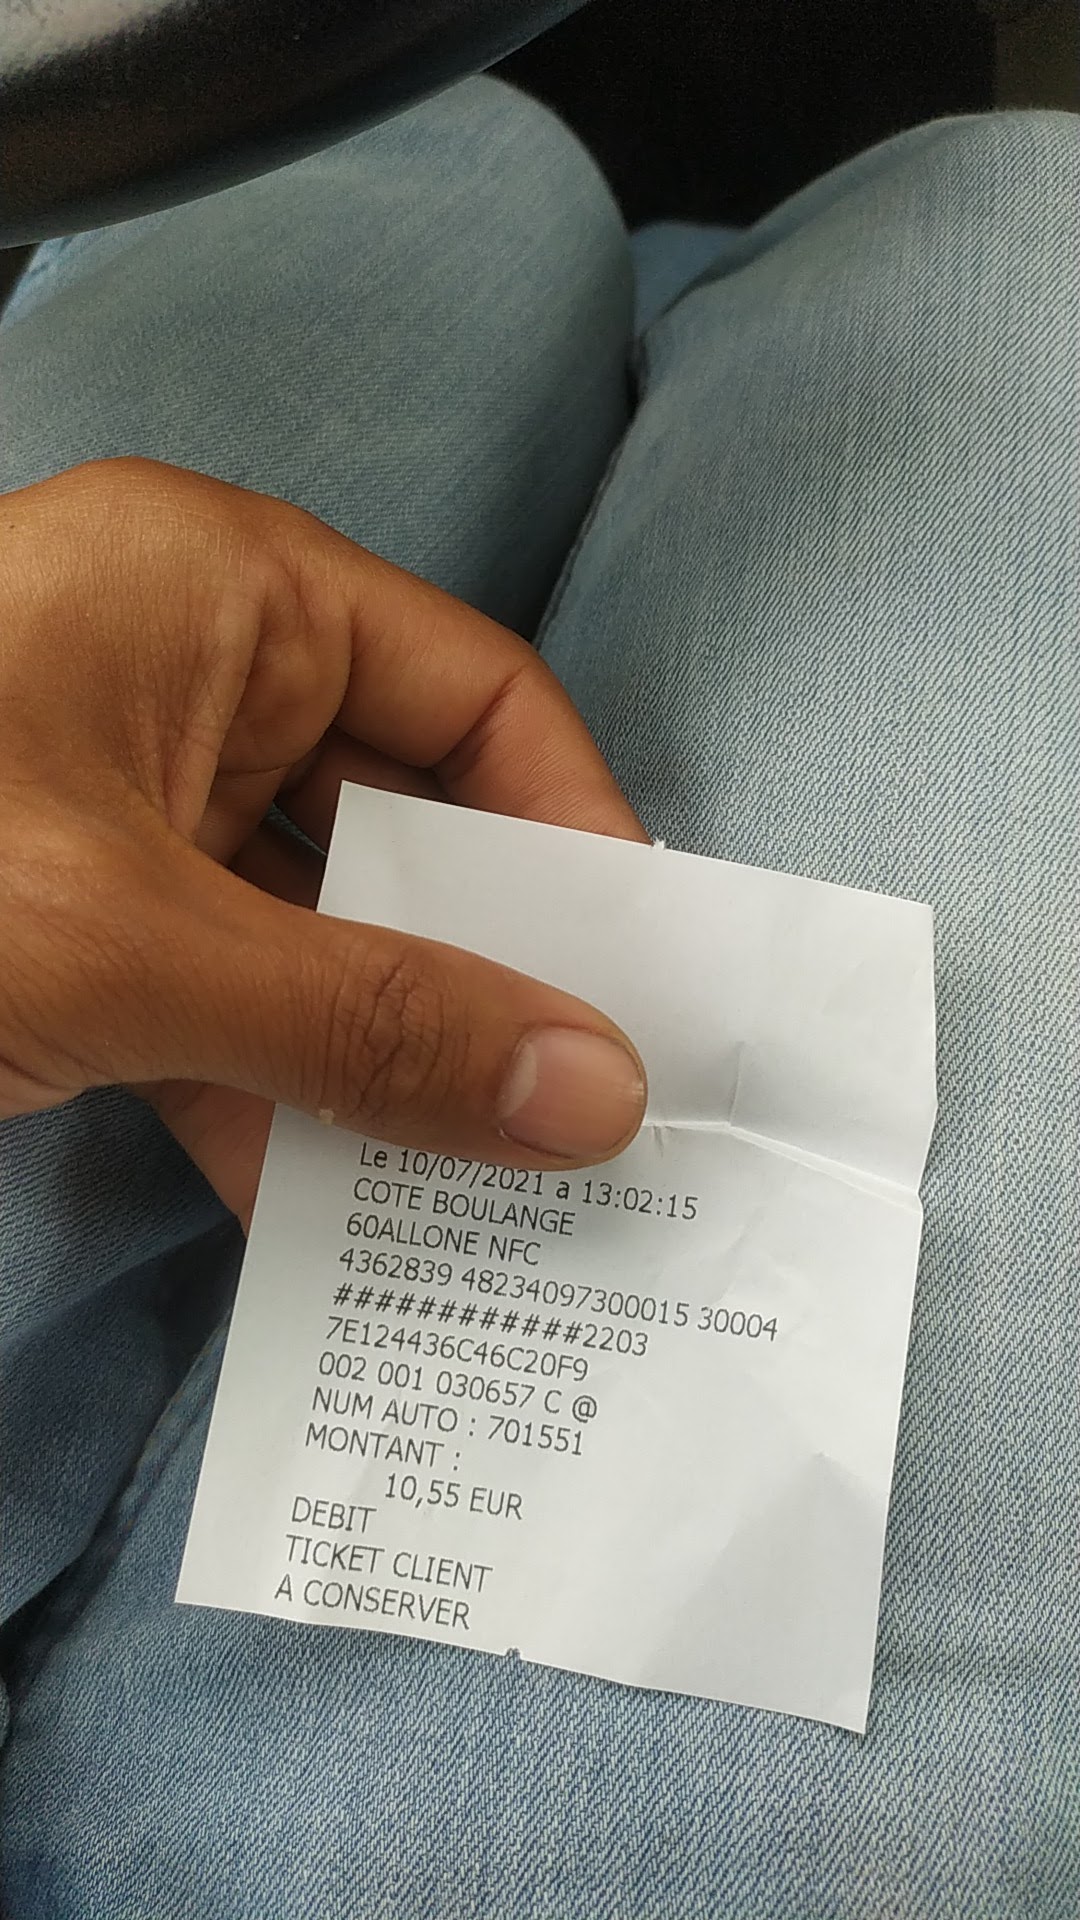 Le 10/07/2021 a 13:02:15
COTE BOULANGE
60ALLONE NFC
4362839 48234097300015 30004
############2203
7E124436C46C20F9
002 001 030657 C @
NUM AUTO : 701551
MONTANT :
10,55 EUR
DEBIT
TICKET CLIENT
A CONSERVER